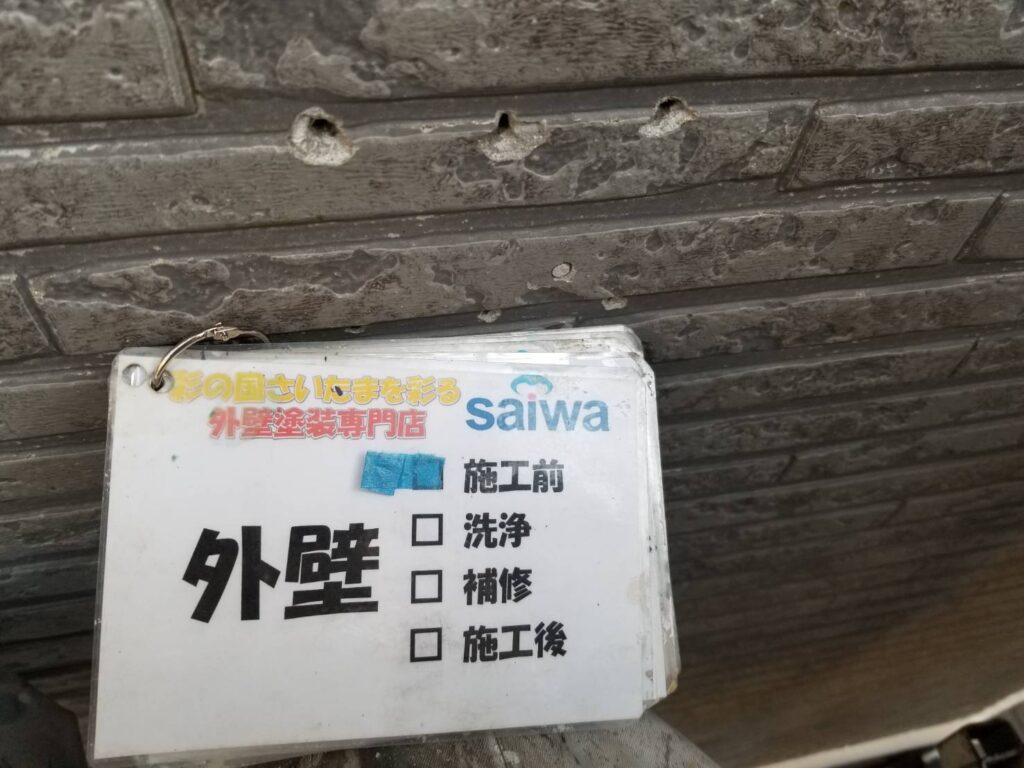 彩の国さいたまを彩る
外壁塗装専門店
saiwa
外壁
施工前
洗浄
補修
施工後